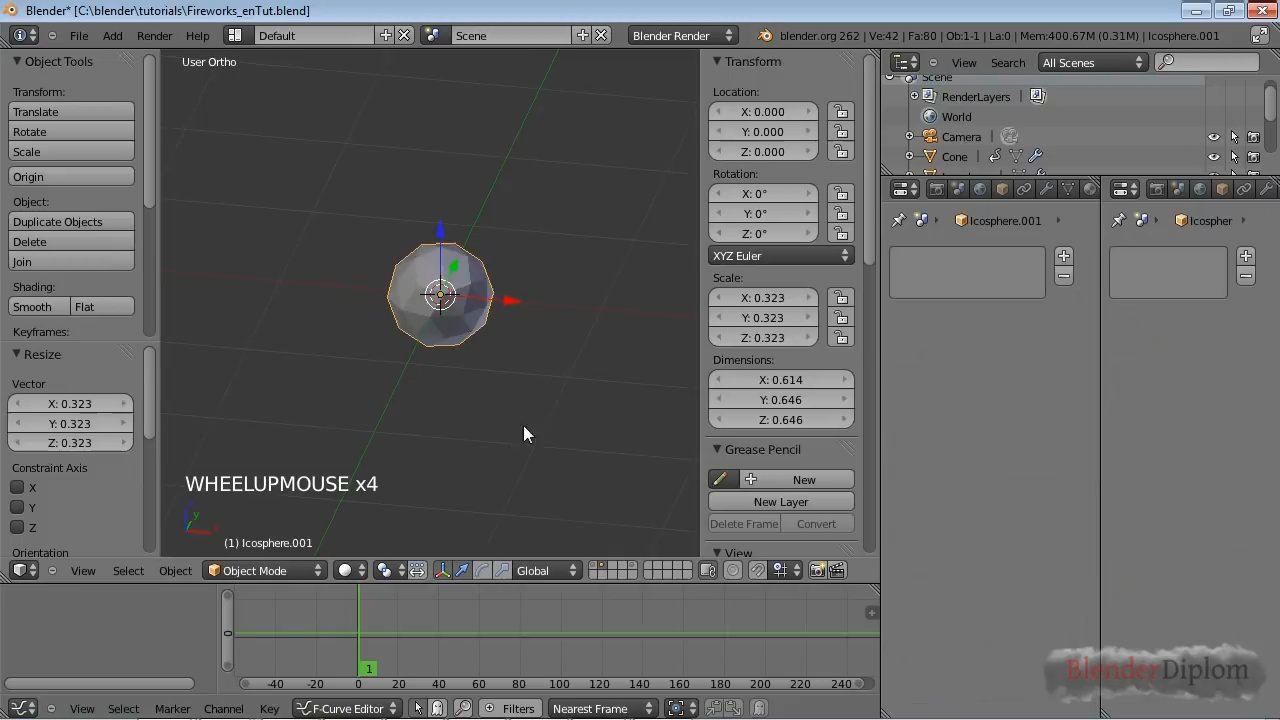 Blender* [C:\blender\tutorials\Fireworks_enTut.blend]
File Add Render Help Default Scene Blender Render blender.org 262 | Ve:42 | Fa:80 | Ob:1-1 | La:0 | Mem:400.67M (0.31M) | Icosphere.001
Object Tools
Transform:
Translate
Rotate
Scale
Origin
Object:
Duplicate Objects
Delete
Join
Shading:
Smooth Flat
Keyframes:
Resize
Vector
X: 0.323
Y: 0.323
Z: 0.323
Constraint Axis
X
Y
Z
Orientation
User Ortho
WHEELUPMOUSE x4
y
(1) Icosphere.001
View Select Object Object Mode Global
Transform
Location:
X: 0.000
Y: 0.000
Z: 0.000
Rotation:
X: 0°
Y: 0°
Z: 0°
XYZ Euler
Scale:
X: 0.323
Y: 0.323
Z: 0.323
Dimensions:
X: 0.614
Y: 0.646
Z: 0.646
Grease Pencil
New
New Layer
Delete Frame Convert
View
View Search All Scenes
Scene
RenderLayers
World
Camera
Cone
Icosphere.001
Icospher
0
1
-40 -20 0 20 40 60 80 100 120 140 160 180 200 220 240
View Select Marker Channel Key F-Curve Editor Filters Nearest Frame
BlenderDiplom